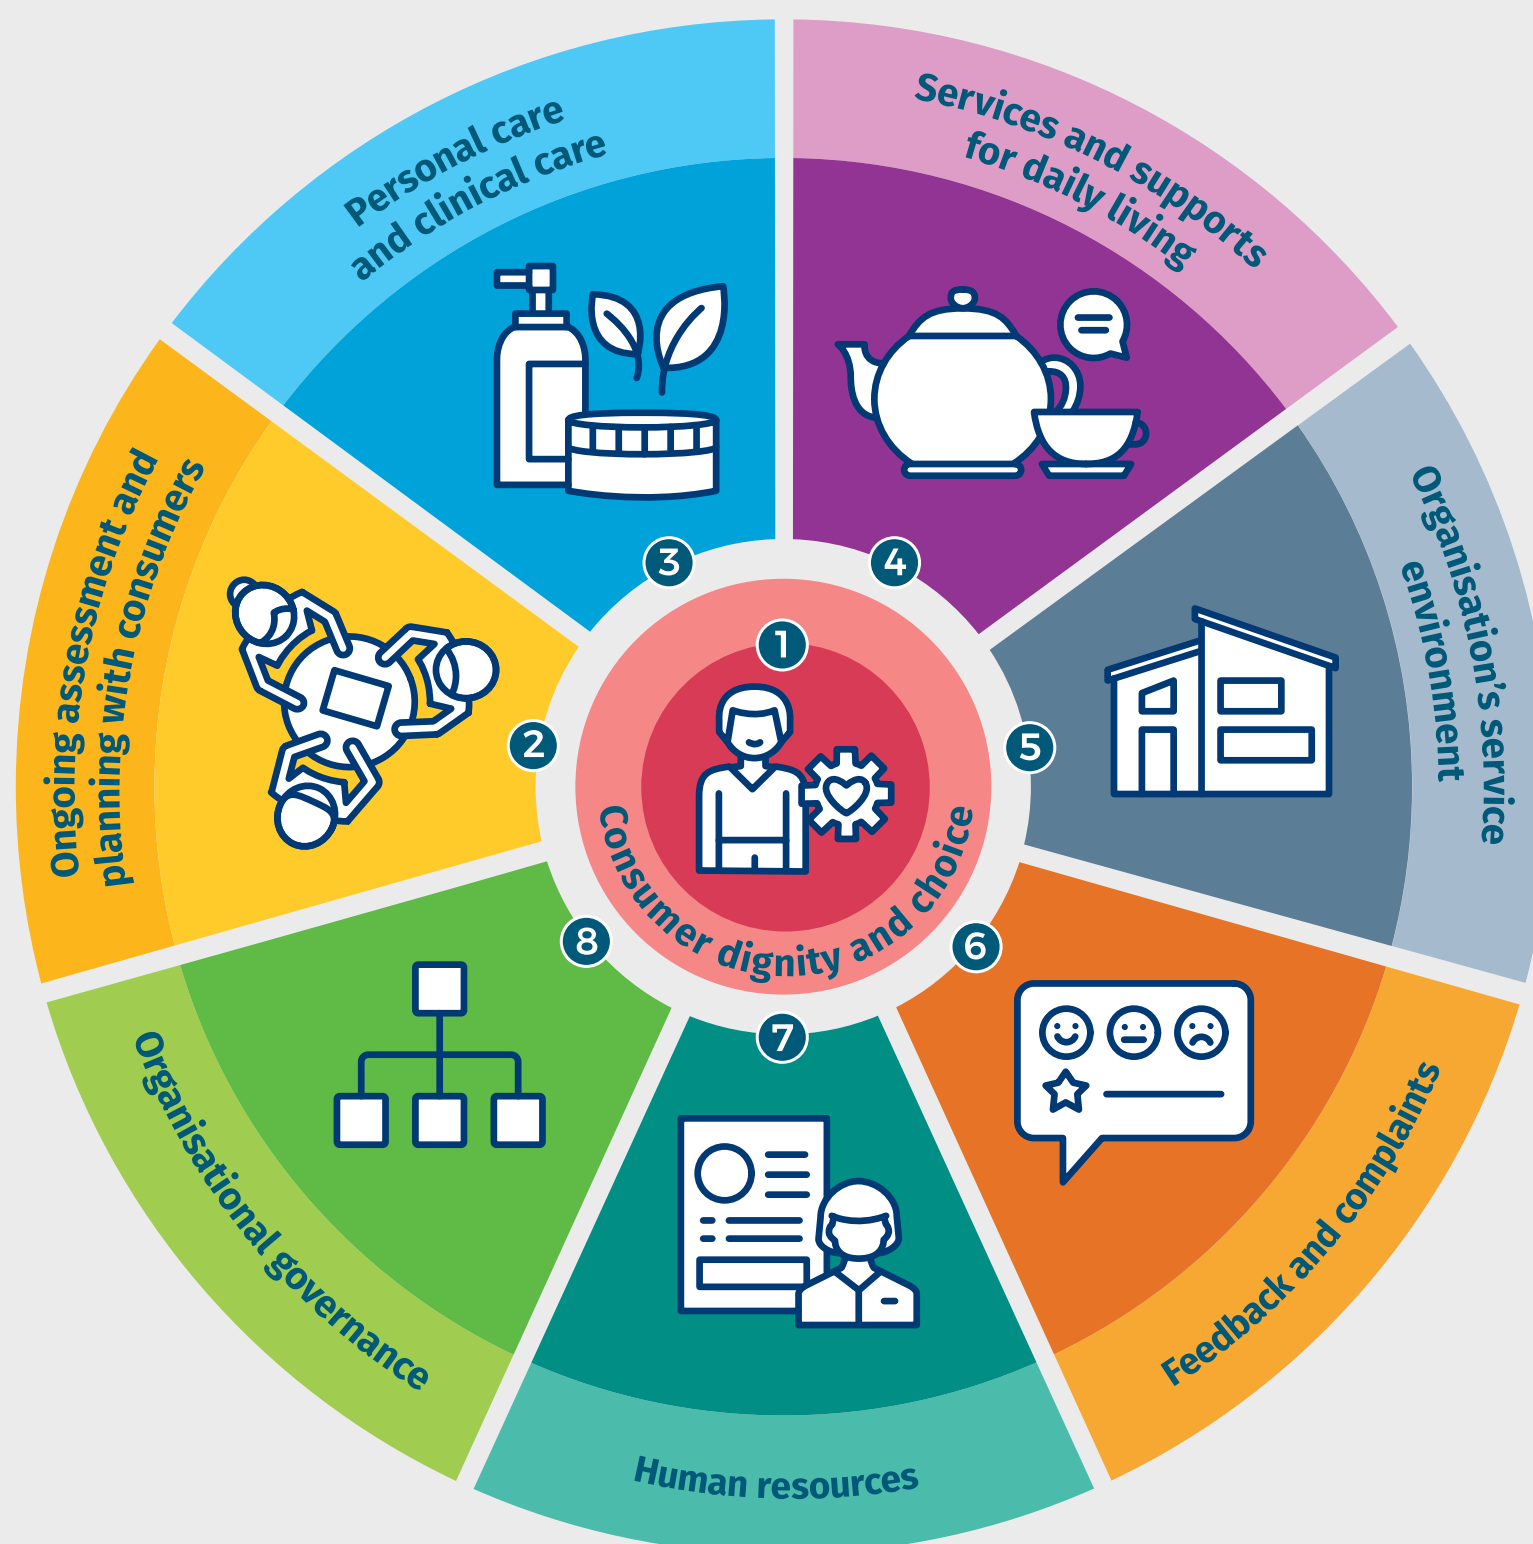 1
Consumer dignity and choice
2
Ongoing assessment and
planning with consumers
3
Personal care
and clinical care
4
Services and supports
for daily living
5
Organisation’s service
environment
6
Feedback and complaints
7
Human resources
8
Organisational governance